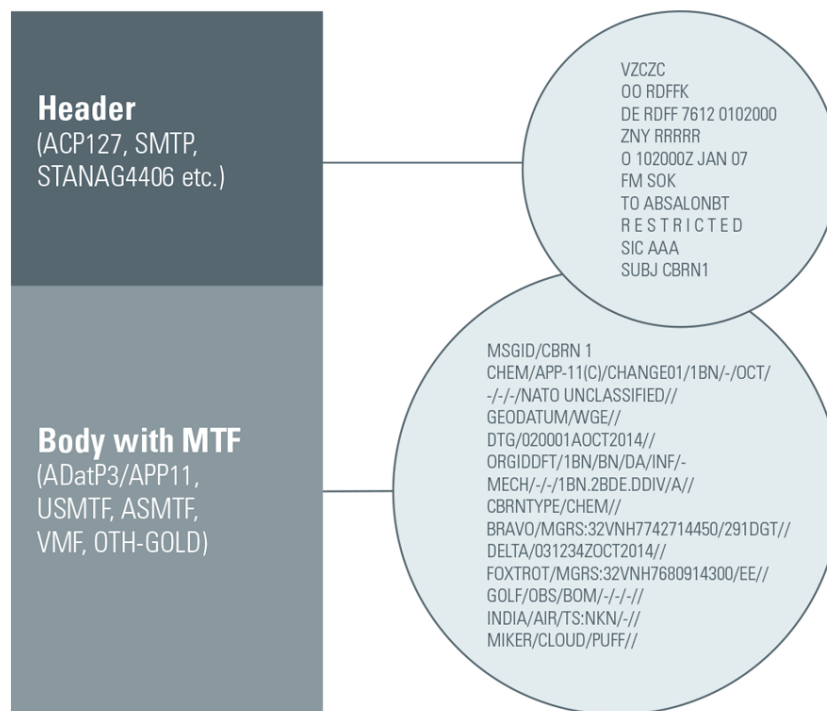 Header
(ACP127, SMTP,
STANAG4406 etc.)
VZCZC
OO RDFFK
DE RDFF 7612 0102000
ZNY RRRRR
O 102000Z JAN 07
FM SOK
TO ABSALONBT
R E S T R I C T E D
SIC AAA
SUBJ CBRN1
Body with MTF
(ADatP3/APP11,
USMTF, ASMTF,
VMF, OTH-GOLD)
MSGID/CBRN 1
CHEM/APP-11(C)/CHANGE01/1BN/-/OCT/
-/-/-/NATO UNCLASSIFIED//
GEODATUM/WGE//
DTG/020001AOCT2014//
ORGIDDFT/1BN/BN/DA/INF/-
MECH/-/-/1BN.2BDE.DDIV/A//
CBRNTYPE/CHEM//
BRAVO/MGRS:32VNH7742714450/291DGT//
DELTA/031234ZOCT2014//
FOXTROT/MGRS:32VNH7680914300/EE//
GOLF/OBS/BOM/-/-/-//
INDIA/AIR/TS:NKN/-//
MIKER/CLOUD/PUFF//